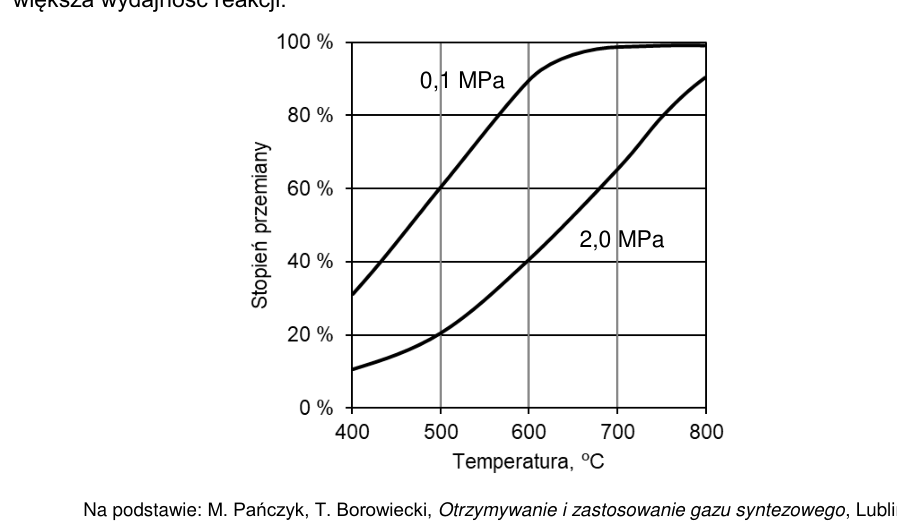 większa wydajność reakcji.
100 %
0,1 MPa
80 %
60 %
Stopień przemiany
2,0 MPa
40 %
20 %
0 %
400 500 600 700 800
Temperatura, ºC
Na podstawie: M. Pańczyk, T. Borowiecki, Otrzymywanie i zastosowanie gazu syntezowego,